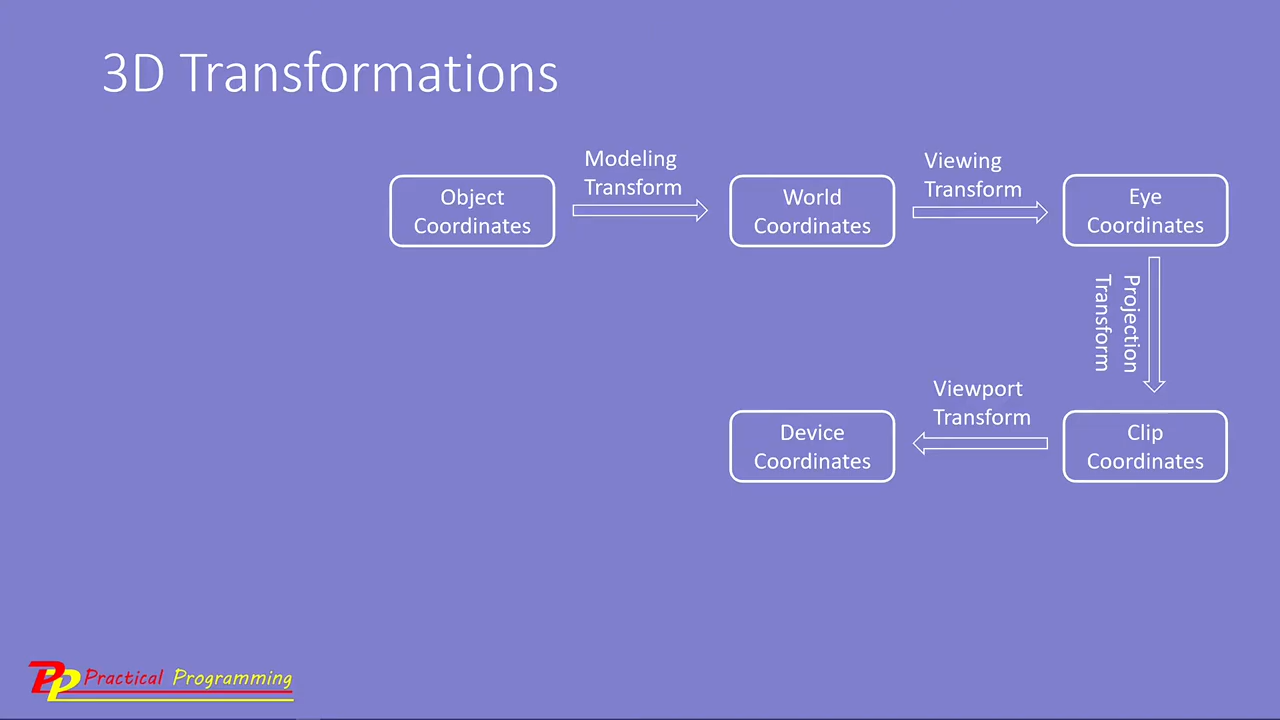 3D Transformations
Modeling
Transform
Viewing
Transform
Object
Coordinates
World
Coordinates
Eye
Coordinates
Projection
Transform
Viewport
Transform
Device
Coordinates
Clip
Coordinates
PP Practical Programming